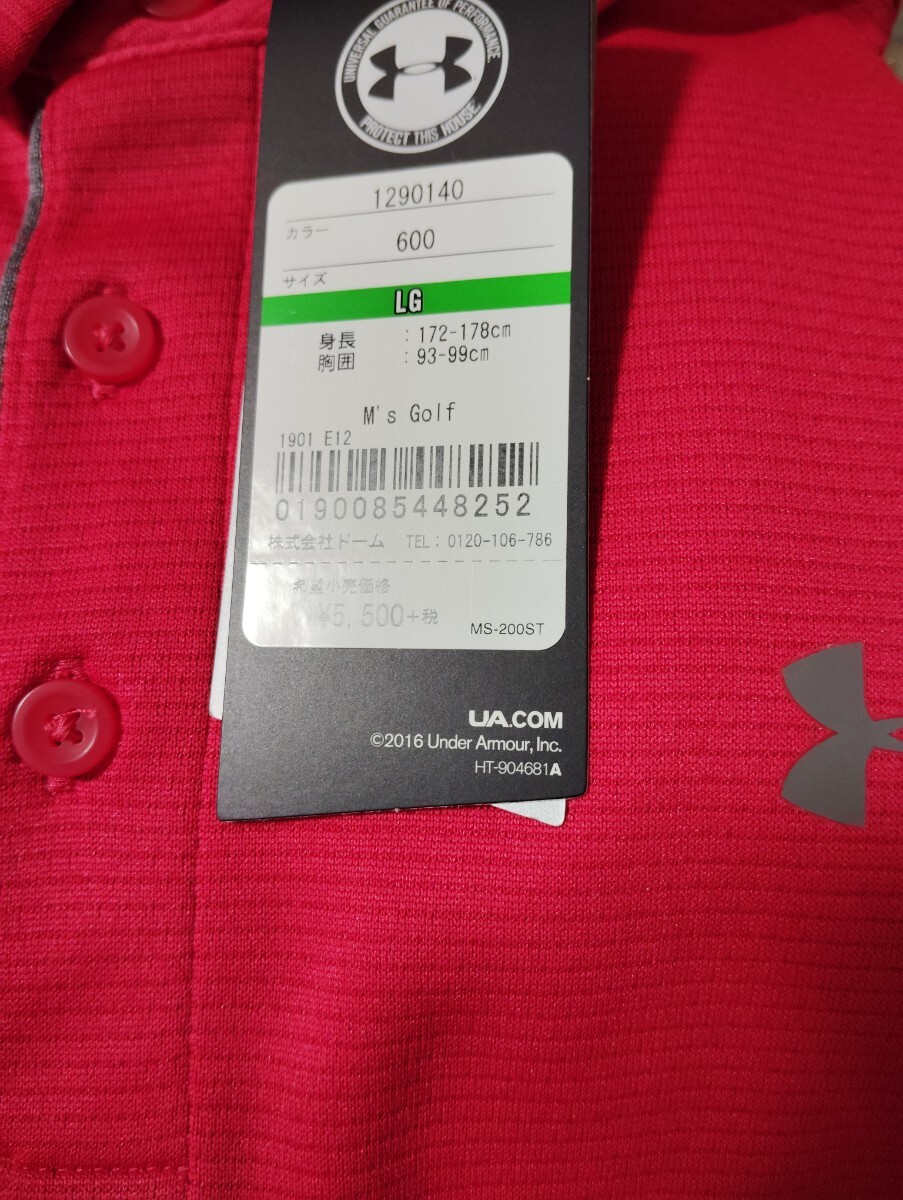 UNIVERSAL GUARANTEE OF PERFORMANCE
PROTECT THIS HOUSE.
1290140
カラー
600
サイズ
LG
身長 : 172-178cm
胸囲 : 93-99cm
M's Golf
1901 E12
0190085448252
株式会社ドーム TEL: 0120-106-786
希望小売価格
¥5,500+税
MS-200ST
UA.COM
©2016 Under Armour, Inc.
HT-904681A